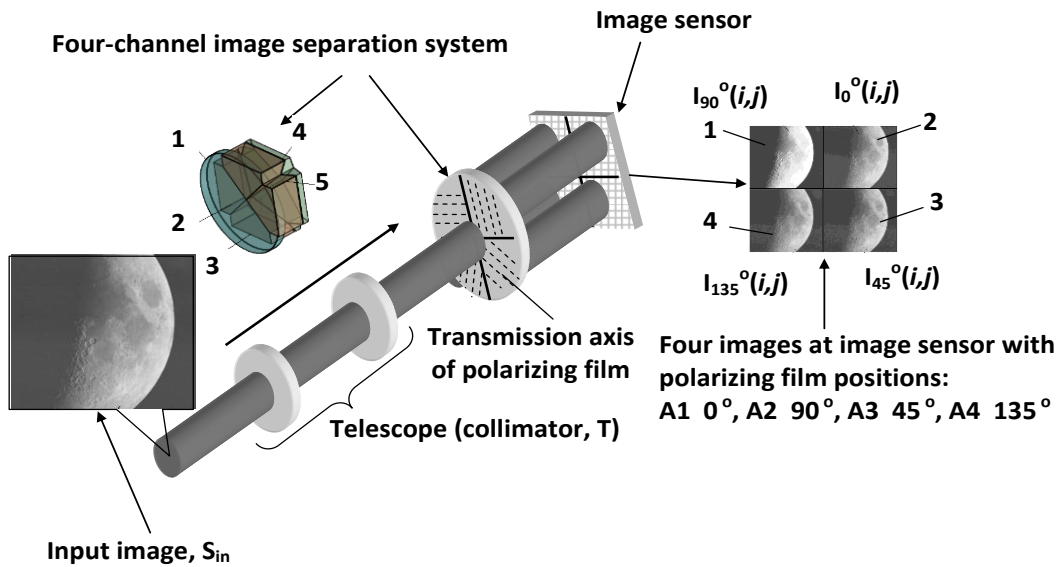 Image sensor
Four-channel image separation system
I90°(i,j) I0°(i,j)
1 2
4 3
I135°(i,j) I45°(i,j)
1 4
5
2
3
Transmission axis
of polarizing film
Four images at image sensor with
polarizing film positions:
A1 0°, A2 90°, A3 45°, A4 135°
Telescope (collimator, T)
Input image, Sin